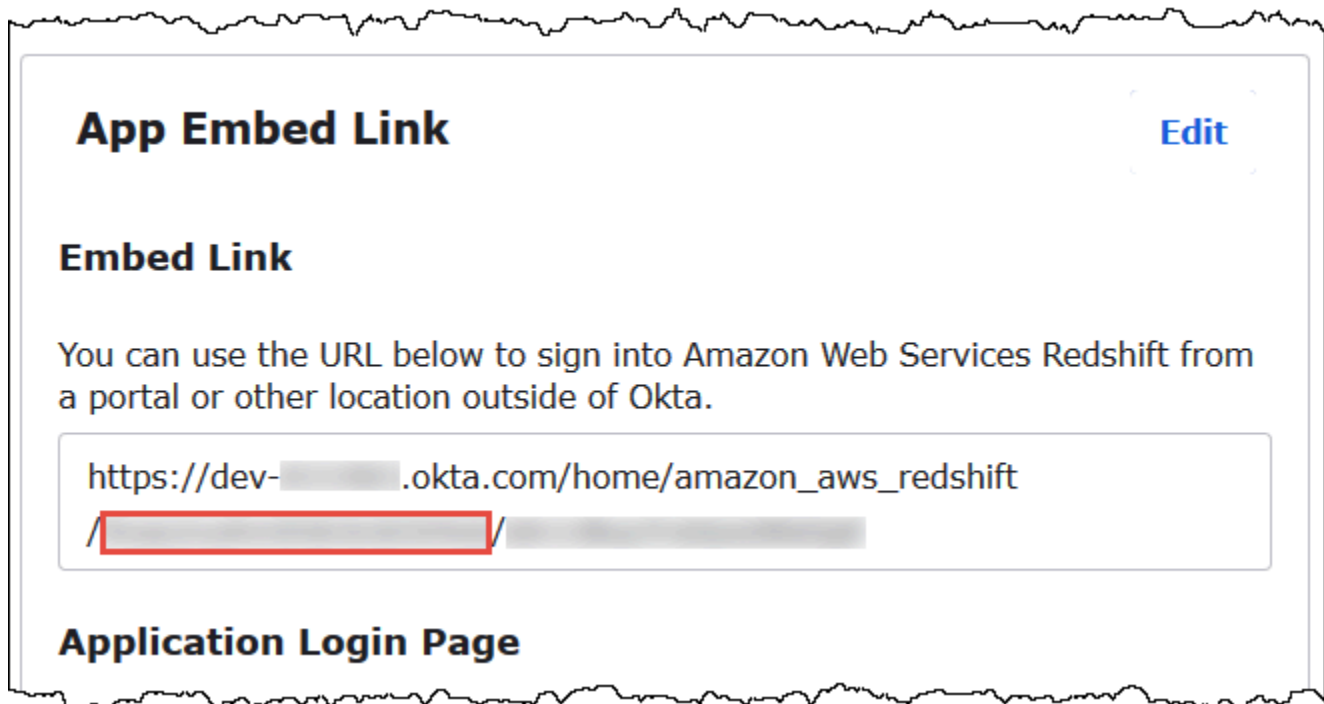 App Embed Link
Edit
Embed Link
You can use the URL below to sign into Amazon Web Services Redshift from
a portal or other location outside of Okta.
https://dev- .okta.com/home/amazon_aws_redshift
/ /
Application Login Page